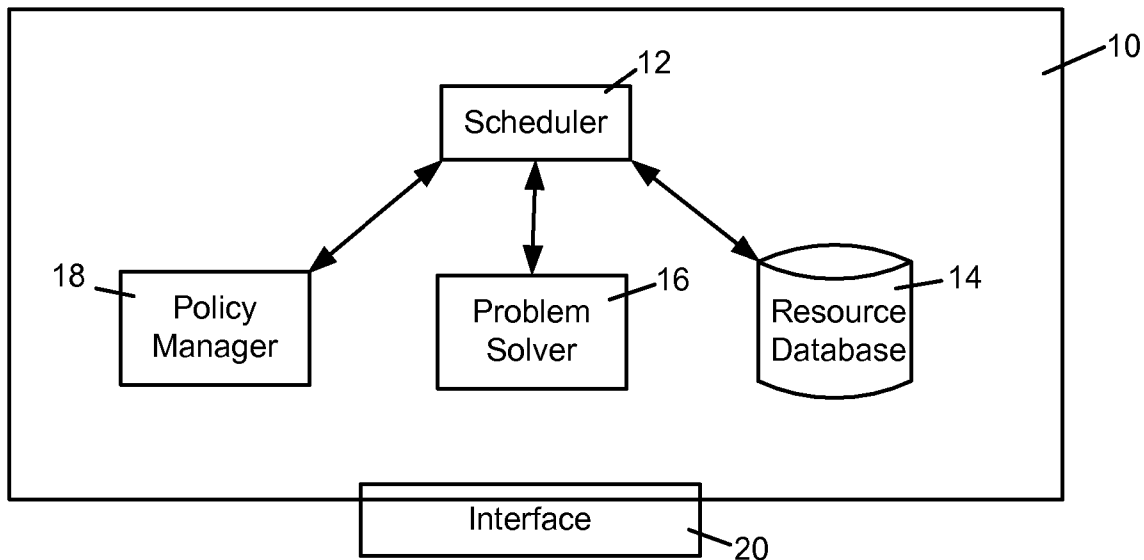 10
12
Scheduler
18
Policy
Manager
16
Problem
Solver
14
Resource
Database
Interface
20